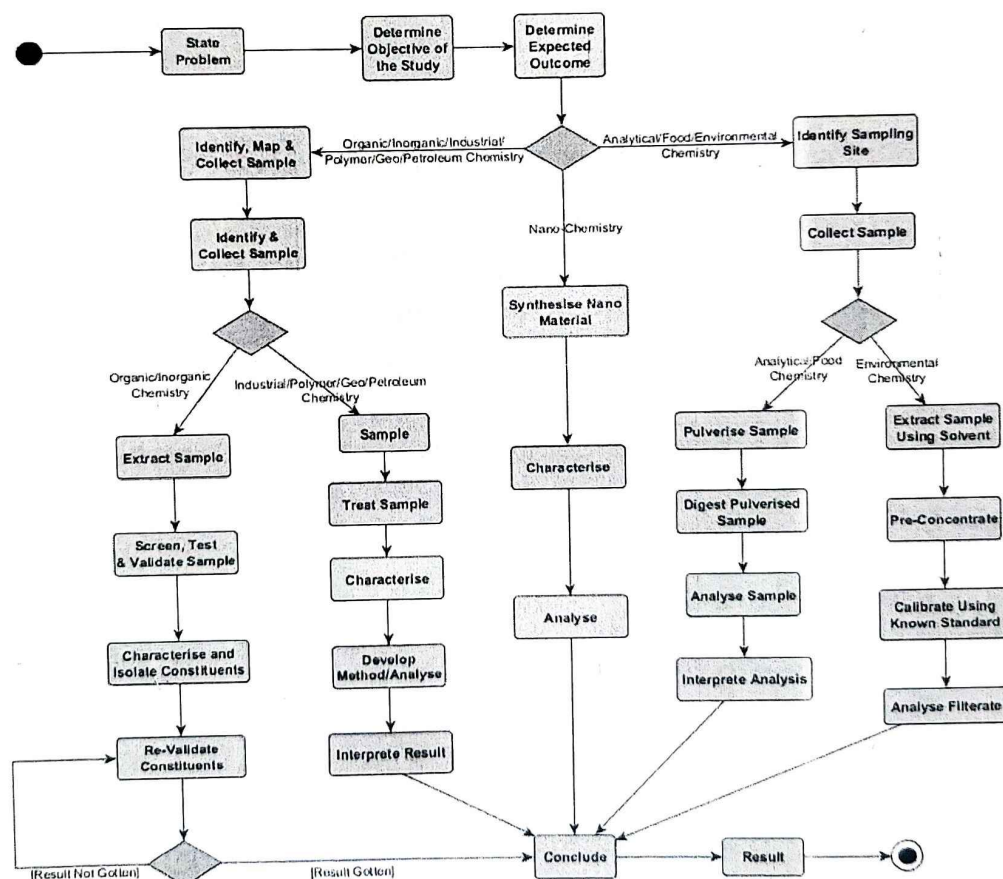 State
Problem
Determine
Objective of
the Study
Determine
Expected
Outcome
Identify, Map &
Collect Sample
Organic/Inorganic/Industrial/
Polymer/Geo/Petroleum Chemistry
Analytical/Food/Environmental
Chemistry
Identify Sampling
Site
Identify &
Collect Sample
Nano-Chemistry
Collect Sample
Synthesise Nano
Material
Organic/Inorganic
Chemistry
Industrial/Polymer/Geo/Petroleum
Chemistry
Analytical/Food
Chemistry
Environmental
Chemistry
Extract Sample
Sample
Characterise
Pulverise Sample
Extract Sample
Using Solvent
Screen, Test
& Validate Sample
Treat Sample
Digest Pulverised
Sample
Pre-Concentrate
Characterise
Analyse
Analyse Sample
Calibrate Using
Known Standard
Characterise and
Isolate Constituents
Develop
Method/Analyse
Interprete Analysis
Analyse Filterate
Re-Validate
Constituents
Interprete Result
[Result Not Gotten]
[Result Gotten]
Conclude
Result